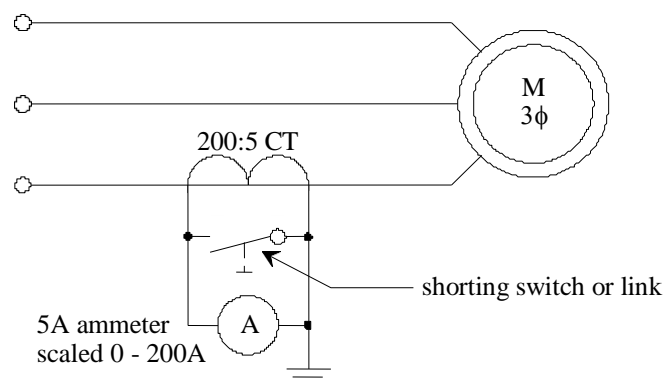 M
3ϕ
200:5 CT
shorting switch or link
5A ammeter
scaled 0 - 200A
A